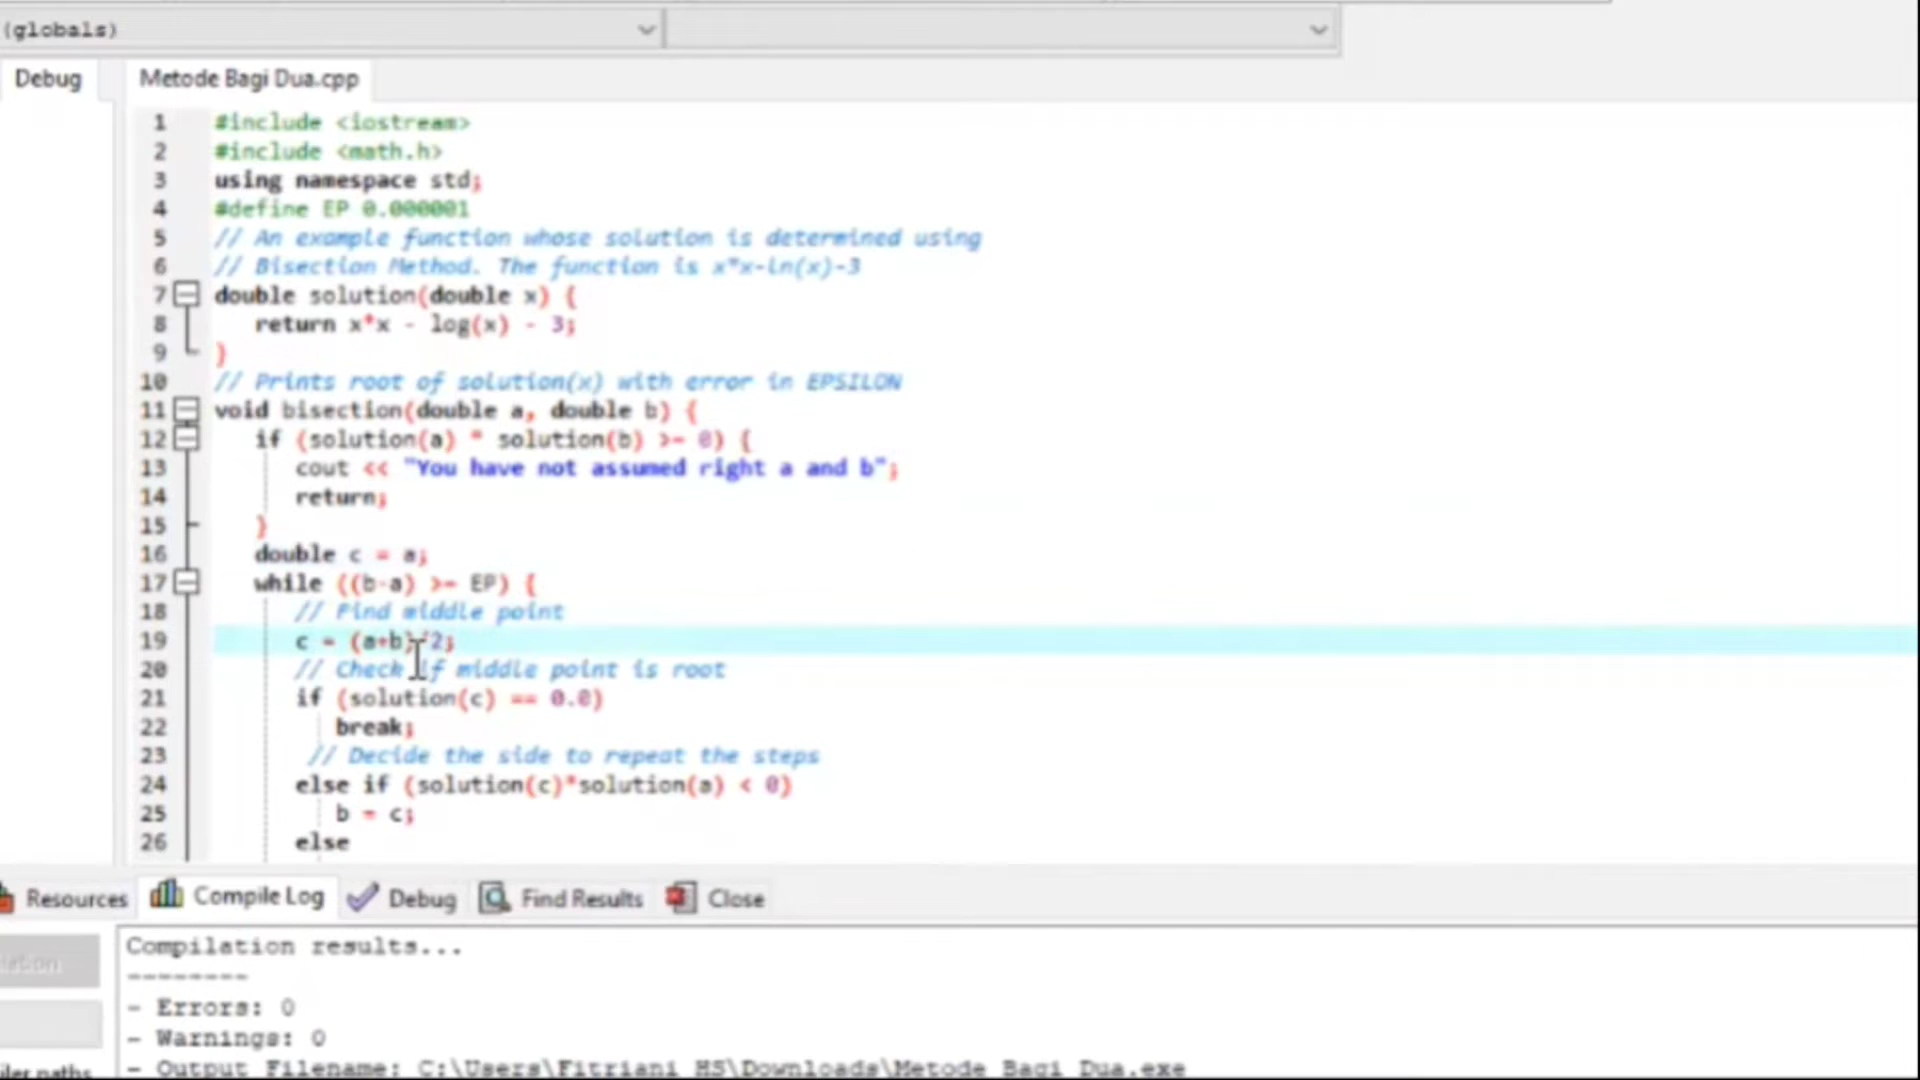 (globals)
Debug
Metode Bagi Dua.cpp
1 #include <iostream>
2 #include <math.h>
3 using namespace std;
4 #define EP 0.000001
5 // An example function whose solution is determined using
6 // Bisection Method. The function is x*x-ln(x)-3
7 double solution(double x) {
8 return x*x - log(x) - 3;
9 }
10 // Prints root of solution(x) with error in EPSILON
11 void bisection(double a, double b) {
12 if (solution(a) * solution(b) >= 0) {
13 cout << "You have not assumed right a and b";
14 return;
15 }
16 double c = a;
17 while ((b-a) >= EP) {
18 // Find middle point
19 c = (a+b)/2;
20 // Check if middle point is root
21 if (solution(c) == 0.0)
22 break;
23 // Decide the side to repeat the steps
24 else if (solution(c)*solution(a) < 0)
25 b = c;
26 else
Resources Compile Log Debug Find Results Close
Compilation results...
--------
- Errors: 0
- Warnings: 0
- Output Filename: C:\Users\Fitriani HS\Downloads\Metode Bagi Dua.exe
iler paths